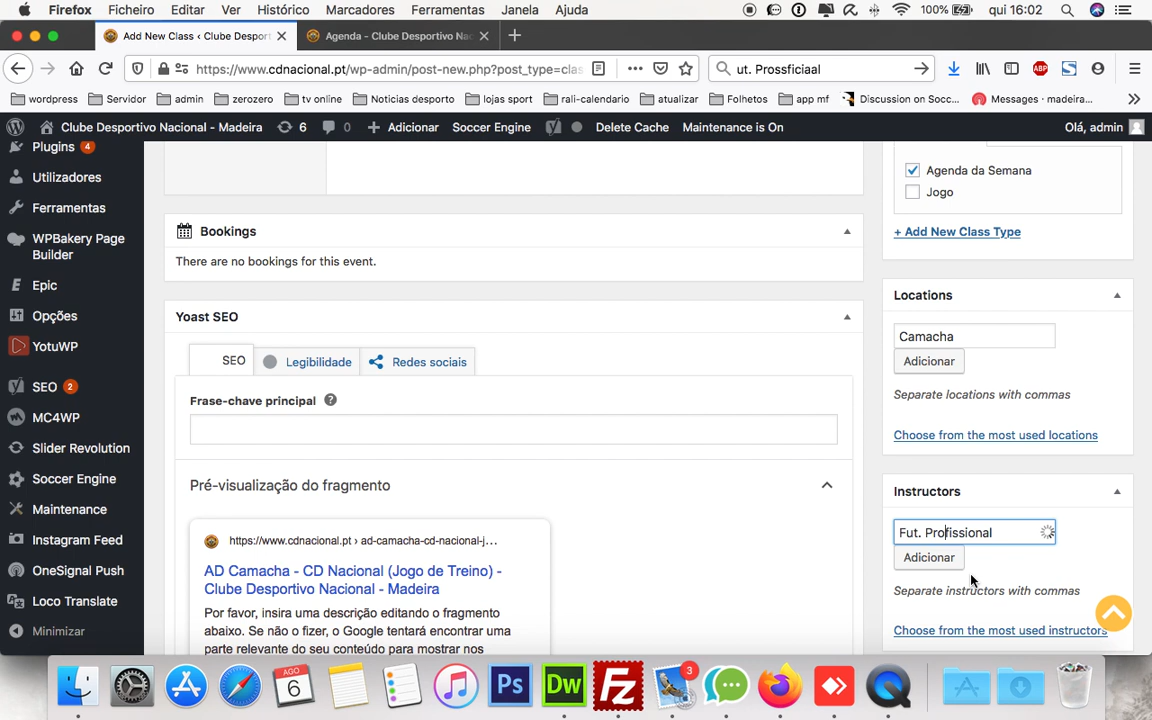 Firefox Ficheiro Editar Ver Histórico Marcadores Ferramentas Janela Ajuda 100% qui 16:02
Add New Class ‹ Clube Desport Agenda - Clube Desportivo Nac
https://www.cdnacional.pt/wp-admin/post-new.php?post_type=clas ut. Prossficiaal ABP
wordpress Servidor admin zerozero tv online Noticias desporto lojas sport rali-calendario atualizar Folhetos app mf Discussion on Socc... Messages · madeira...
Clube Desportivo Nacional - Madeira 6 0 Adicionar Soccer Engine Delete Cache Maintenance is On Olá, admin
Plugins 4
Utilizadores
Ferramentas
WPBakery Page
Builder
Epic
Opções
YotuWP
SEO 2
MC4WP
Slider Revolution
Soccer Engine
Maintenance
Instagram Feed
OneSignal Push
Loco Translate
Minimizar
Bookings
There are no bookings for this event.
Yoast SEO
SEO Legibilidade Redes sociais
Frase-chave principal ?
Pré-visualização do fragmento
https://www.cdnacional.pt › ad-camacha-cd-nacional-j...
AD Camacha - CD Nacional (Jogo de Treino) -
Clube Desportivo Nacional - Madeira
Por favor, insira uma descrição editando o fragmento
abaixo. Se não o fizer, o Google tentará encontrar uma
parte relevante do seu conteúdo para mostrar nos
Agenda da Semana
Jogo
+ Add New Class Type
Locations
Camacha
Adicionar
Separate locations with commas
Choose from the most used locations
Instructors
Fut. Profissional
Adicionar
Separate instructors with commas
Choose from the most used instructors
AGO
6
Ps
Dw
Fz
3